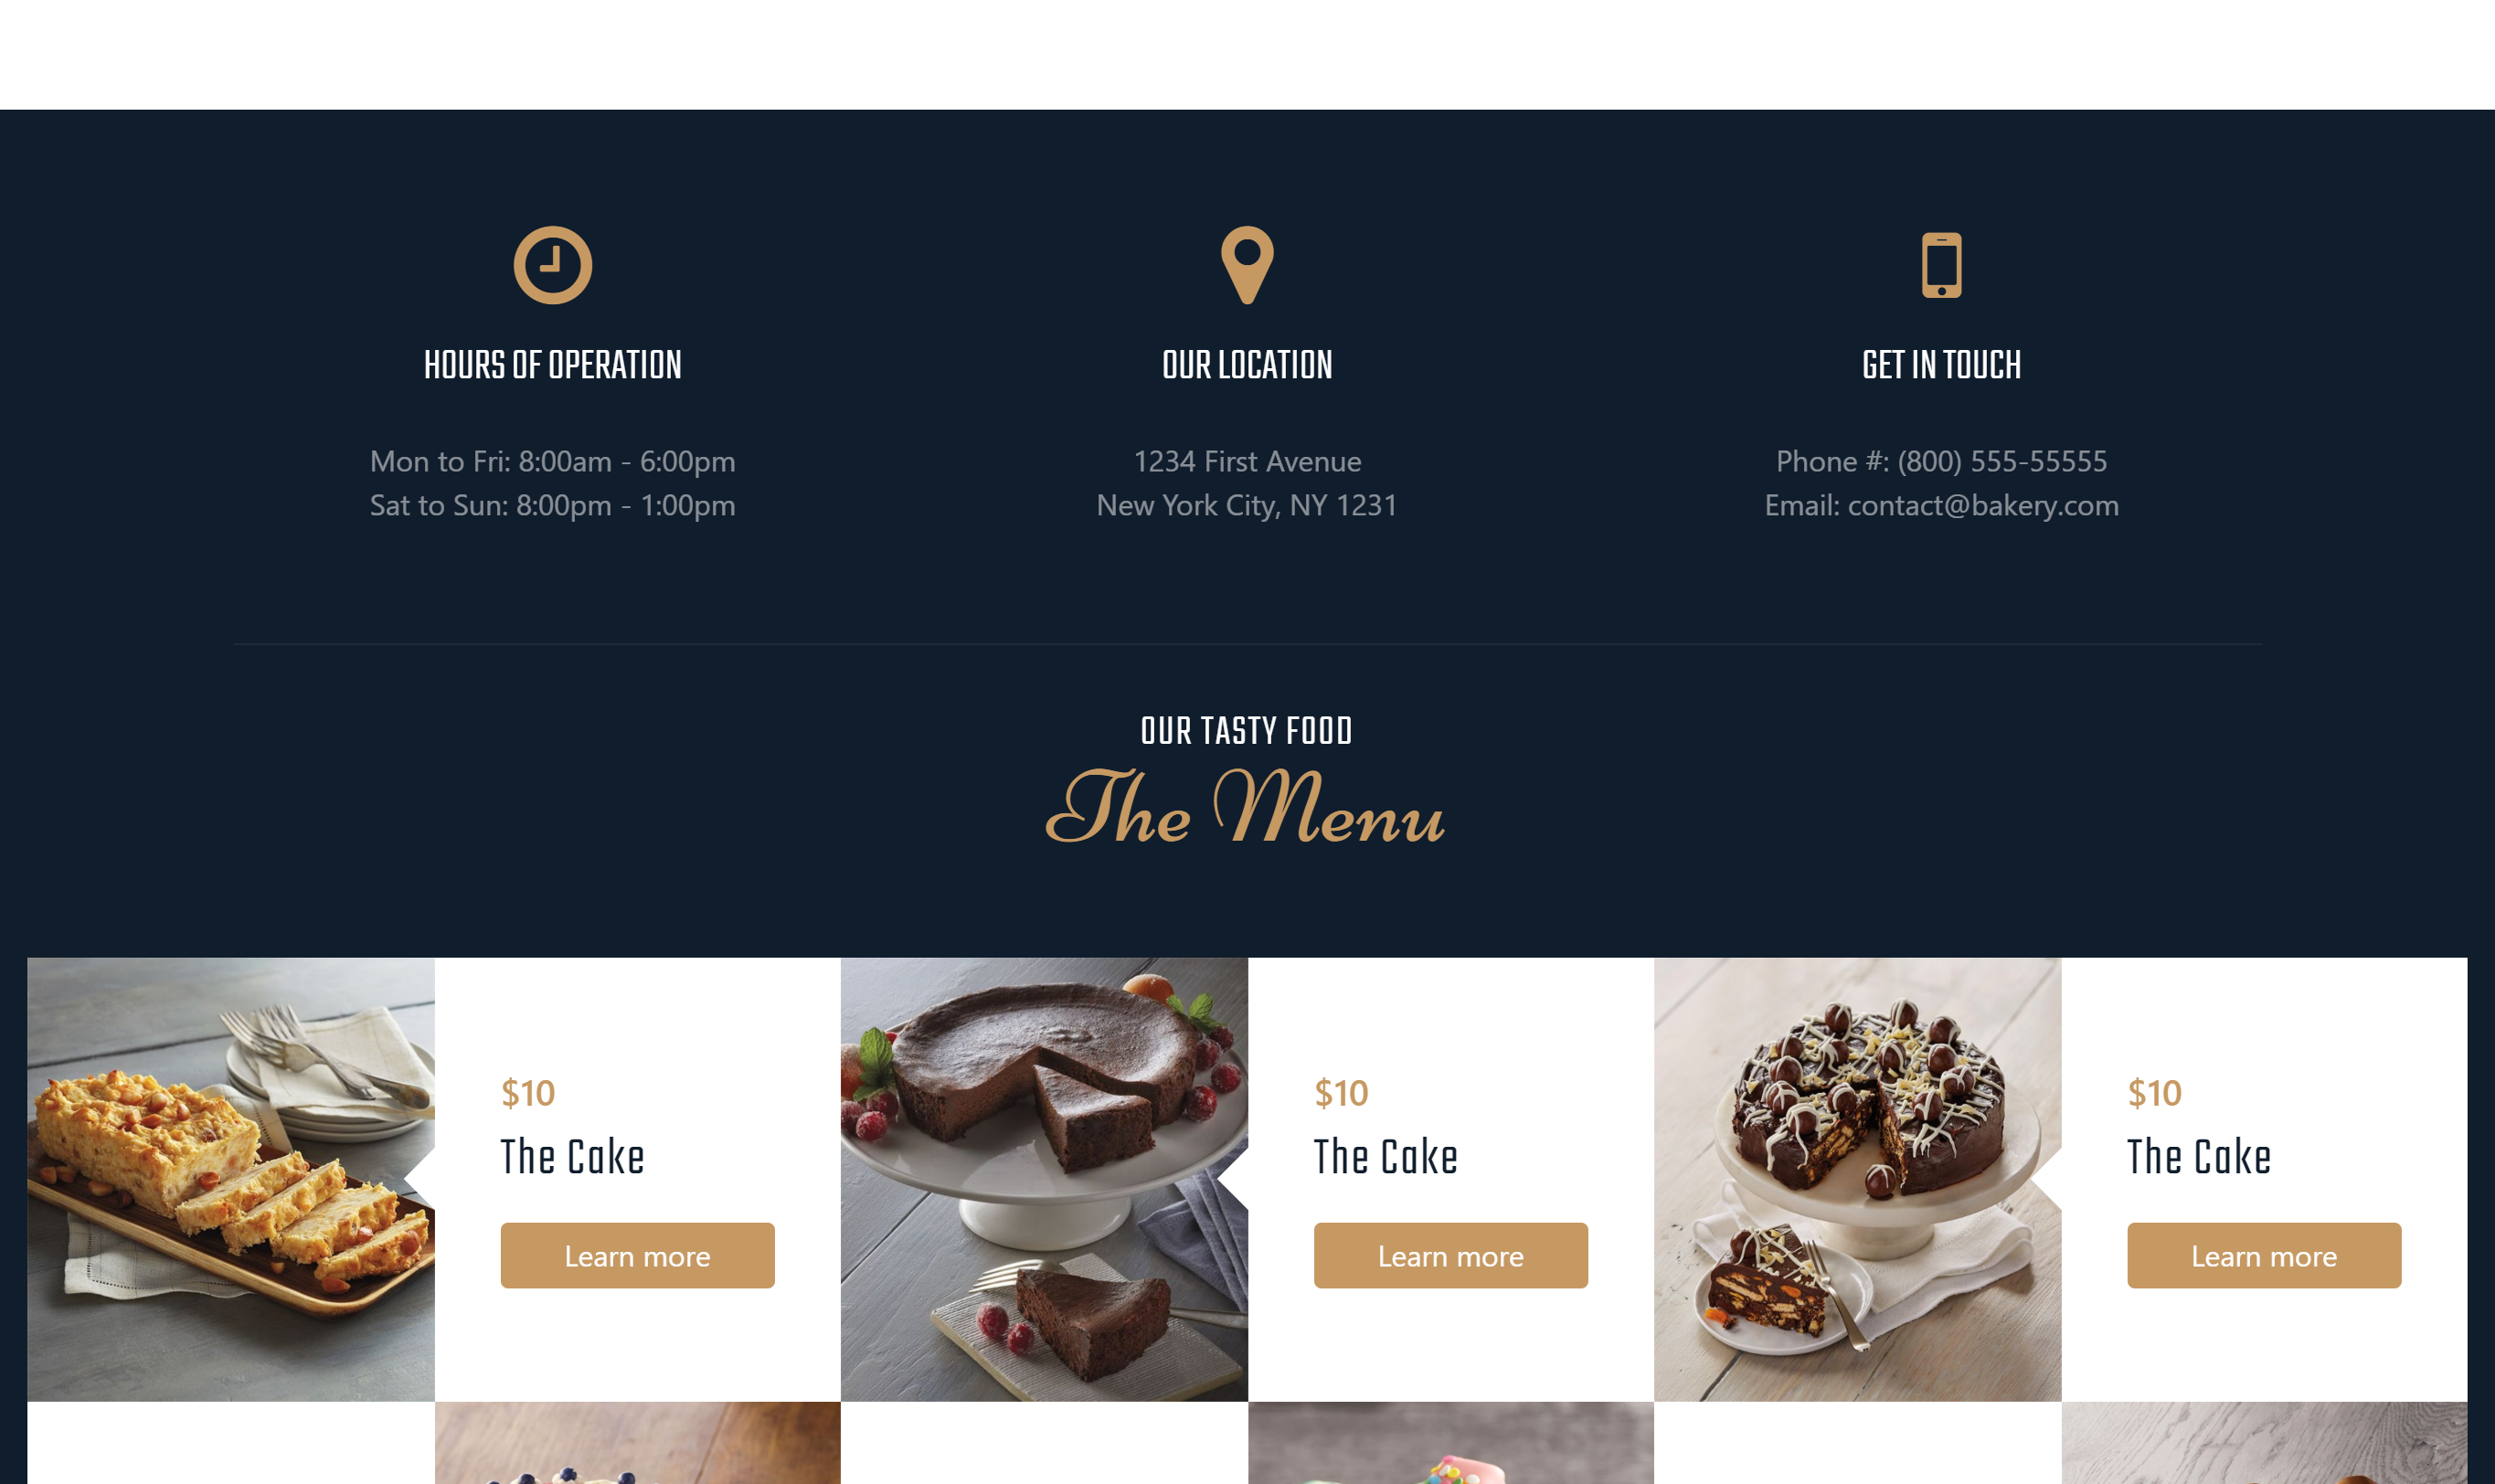 HOURS OF OPERATION
Mon to Fri: 8:00am - 6:00pm
Sat to Sun: 8:00pm - 1:00pm
OUR LOCATION
1234 First Avenue
New York City, NY 1231
GET IN TOUCH
Phone #: (800) 555-55555
Email: contact@bakery.com
OUR TASTY FOOD
The Menu
$10
The Cake
Learn more
$10
The Cake
Learn more
$10
The Cake
Learn more